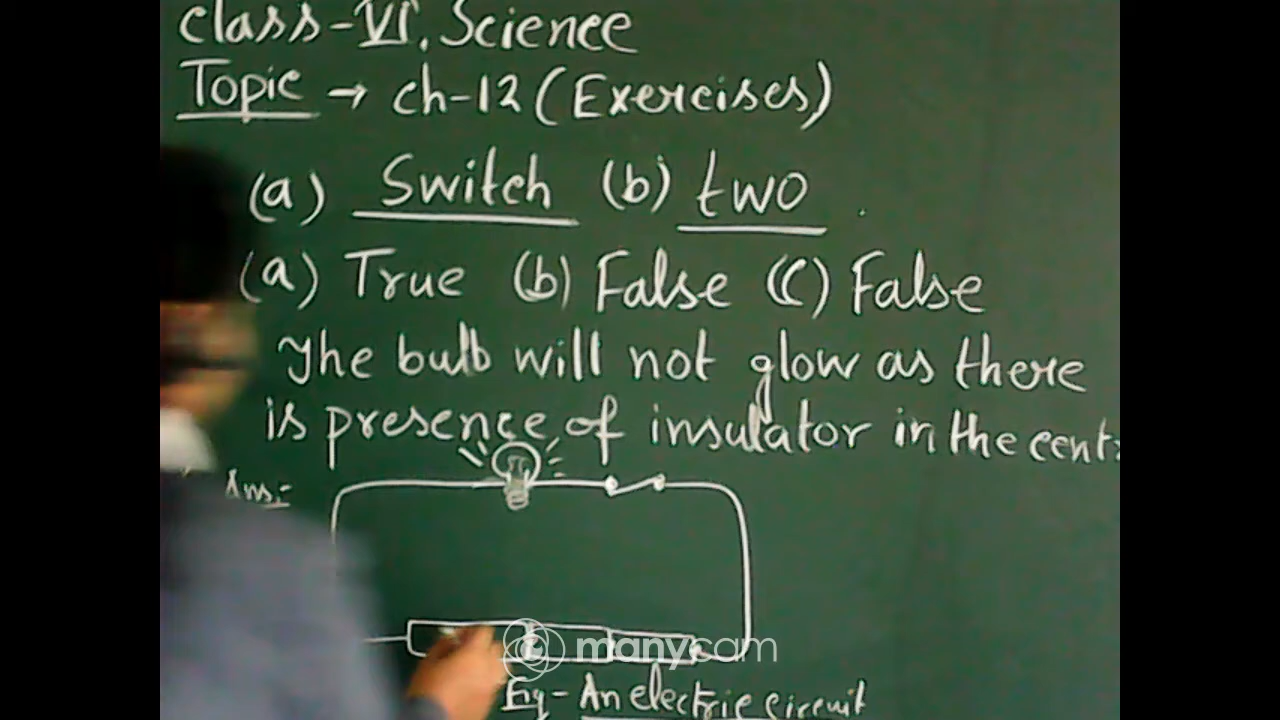 class-VI. Science
Topic → ch-12 (Exercises)
(a) Switch (b) two
(a) True (b) False (c) False
The bulb will not glow as there
is presence of insulator in the cent
Ans:-
manycam
Fig- An electric circuit